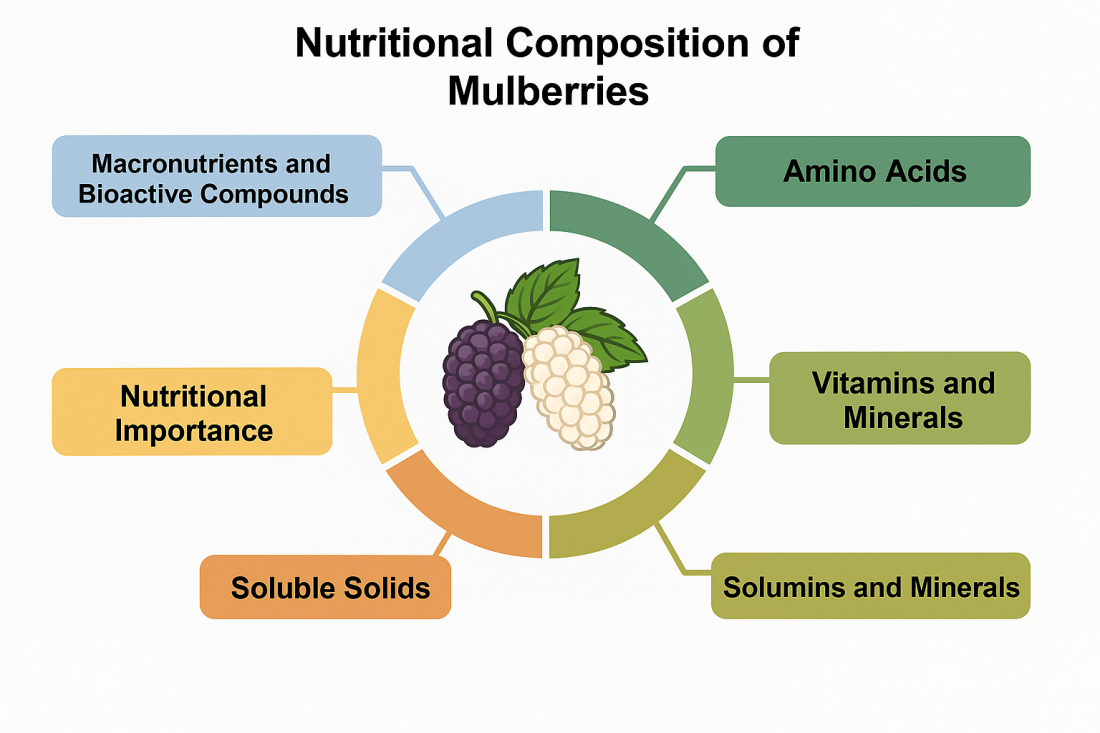 Nutritional Composition of
Mulberries
Macronutrients and
Bioactive Compounds
Amino Acids
Nutritional
Importance
Vitamins and
Minerals
Soluble Solids
Solumins and Minerals